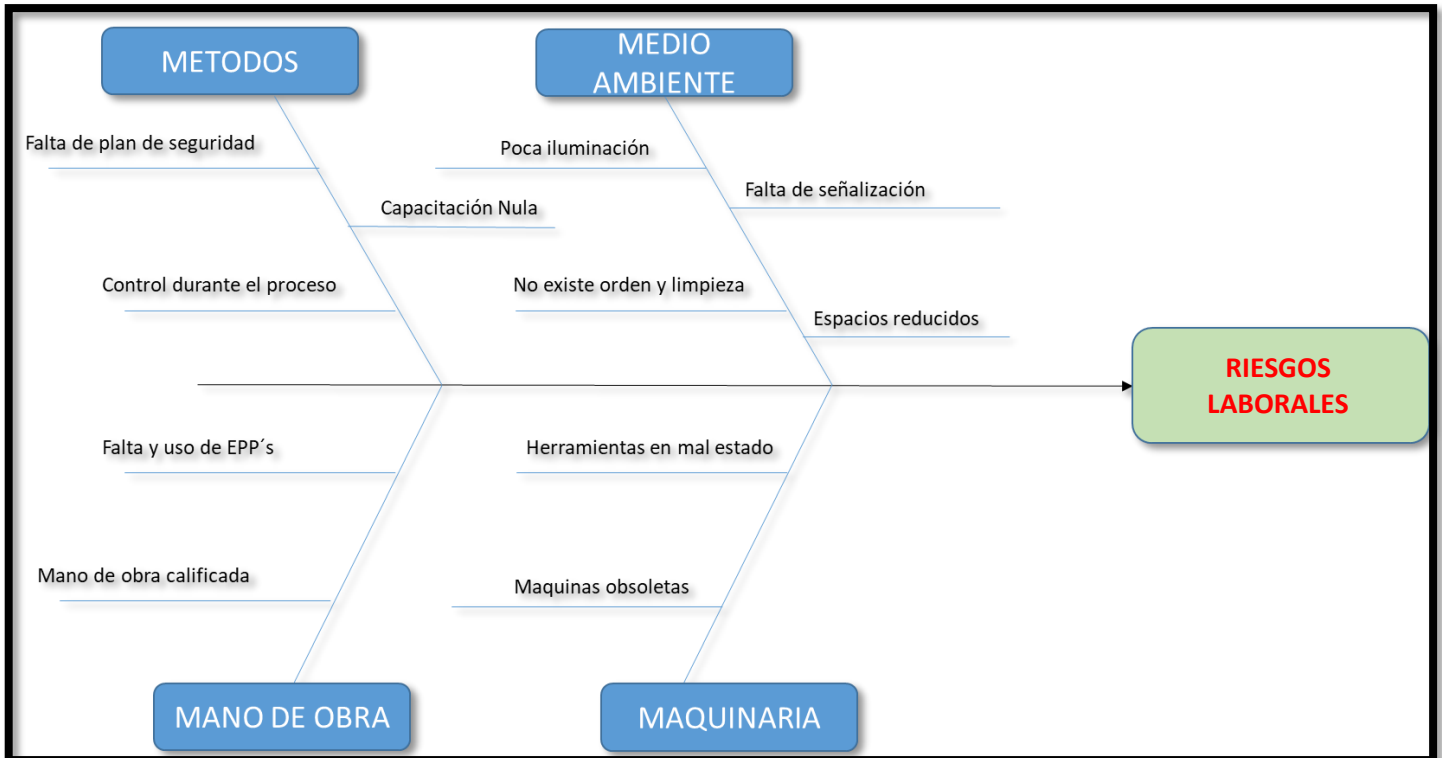 METODOS
MEDIO
AMBIENTE
Falta de plan de seguridad
Poca iluminación
Falta de señalización
Capacitación Nula
Control durante el proceso
No existe orden y limpieza
Espacios reducidos
RIESGOS
LABORALES
Falta y uso de EPP´s
Herramientas en mal estado
Mano de obra calificada
Maquinas obsoletas
MANO DE OBRA
MAQUINARIA